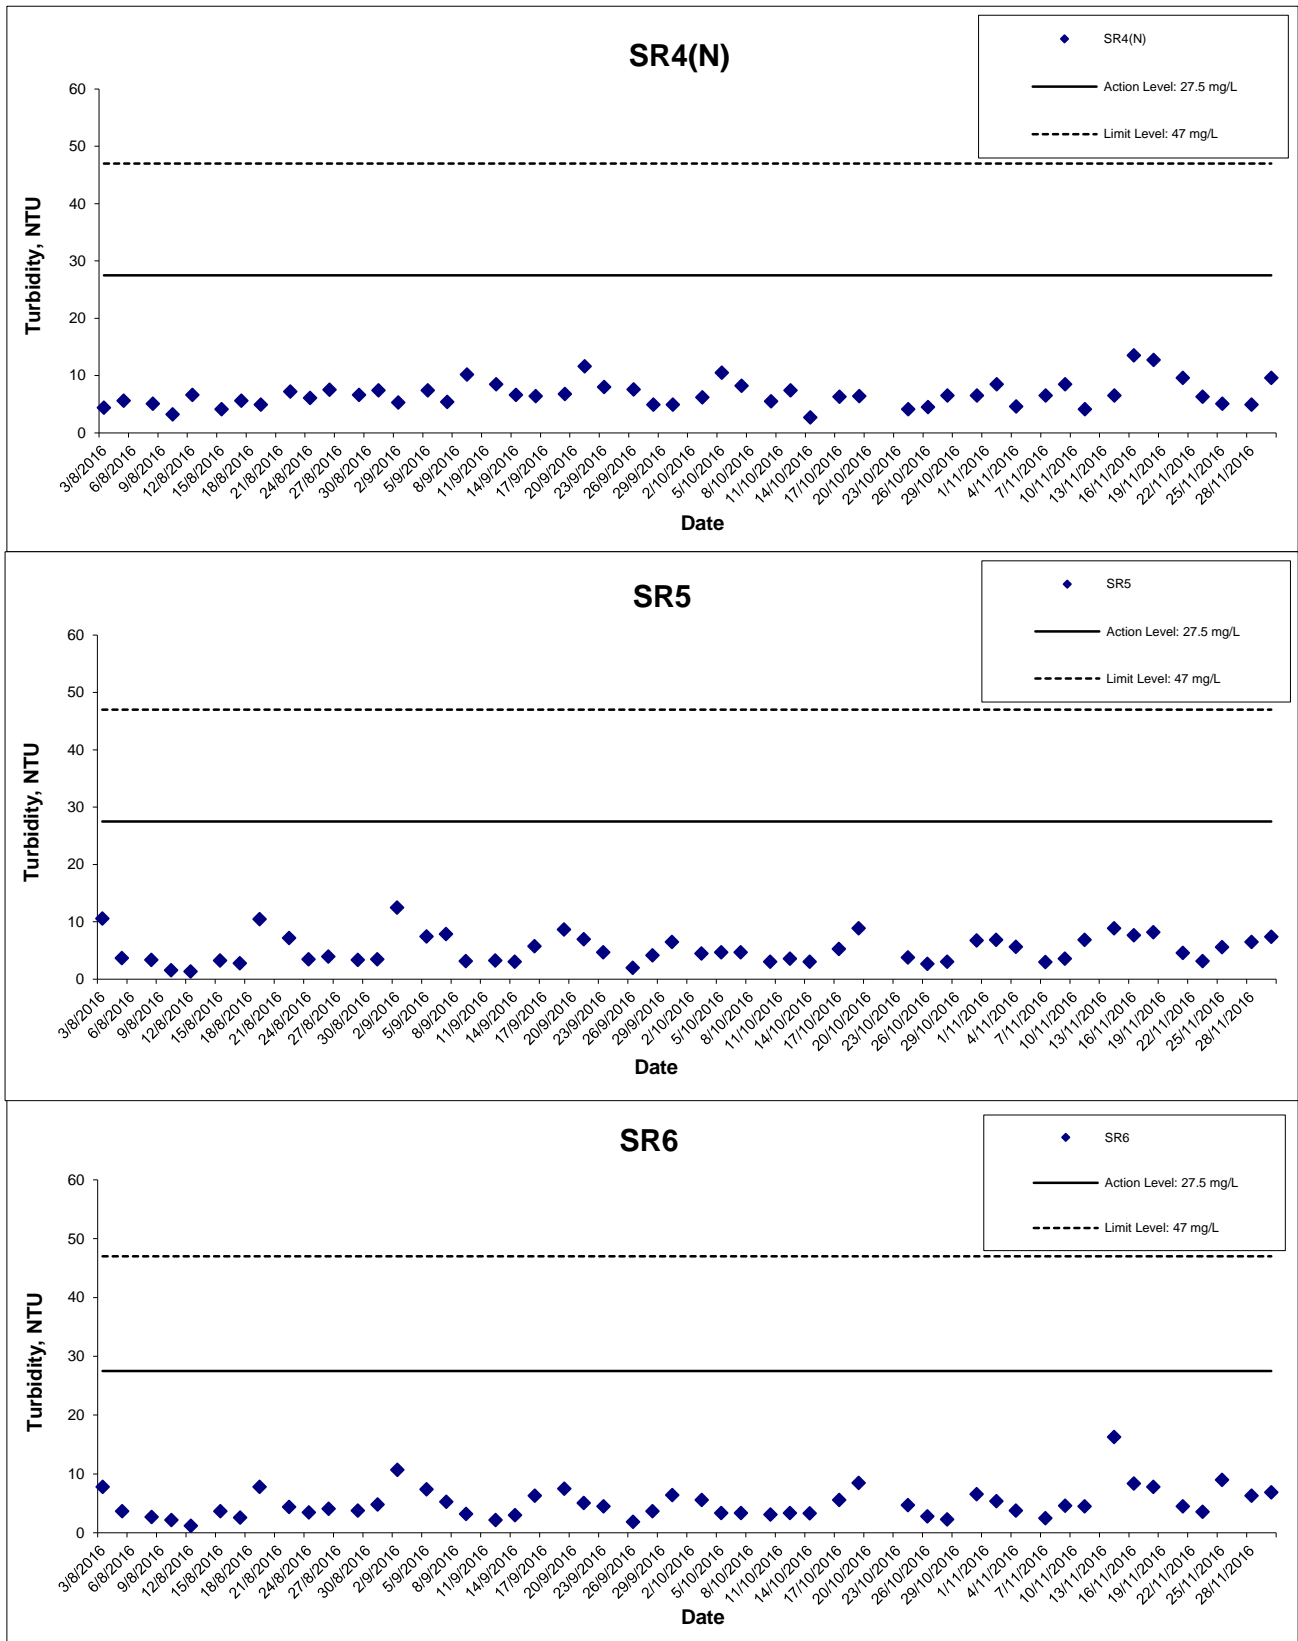 SR4(N)
SR4(N)
Action Level: 27.5 mg/L
Limit Level: 47 mg/L
Turbidity, NTU
60
50
40
30
20
10
0
3/8/2016 6/8/2016 9/8/2016 12/8/2016 15/8/2016 18/8/2016 21/8/2016 24/8/2016 27/8/2016 30/8/2016 2/9/2016 5/9/2016 8/9/2016 11/9/2016 14/9/2016 17/9/2016 20/9/2016 23/9/2016 26/9/2016 29/9/2016 2/10/2016 5/10/2016 8/10/2016 11/10/2016 14/10/2016 17/10/2016 20/10/2016 23/10/2016 26/10/2016 29/10/2016 1/11/2016 4/11/2016 7/11/2016 10/11/2016 13/11/2016 16/11/2016 19/11/2016 22/11/2016 25/11/2016 28/11/2016
Date
SR5
SR5
Action Level: 27.5 mg/L
Limit Level: 47 mg/L
Turbidity, NTU
60
50
40
30
20
10
0
3/8/2016 6/8/2016 9/8/2016 12/8/2016 15/8/2016 18/8/2016 21/8/2016 24/8/2016 27/8/2016 30/8/2016 2/9/2016 5/9/2016 8/9/2016 11/9/2016 14/9/2016 17/9/2016 20/9/2016 23/9/2016 26/9/2016 29/9/2016 2/10/2016 5/10/2016 8/10/2016 11/10/2016 14/10/2016 17/10/2016 20/10/2016 23/10/2016 26/10/2016 29/10/2016 1/11/2016 4/11/2016 7/11/2016 10/11/2016 13/11/2016 16/11/2016 19/11/2016 22/11/2016 25/11/2016 28/11/2016
Date
SR6
SR6
Action Level: 27.5 mg/L
Limit Level: 47 mg/L
Turbidity, NTU
60
50
40
30
20
10
0
3/8/2016 6/8/2016 9/8/2016 12/8/2016 15/8/2016 18/8/2016 21/8/2016 24/8/2016 27/8/2016 30/8/2016 2/9/2016 5/9/2016 8/9/2016 11/9/2016 14/9/2016 17/9/2016 20/9/2016 23/9/2016 26/9/2016 29/9/2016 2/10/2016 5/10/2016 8/10/2016 11/10/2016 14/10/2016 17/10/2016 20/10/2016 23/10/2016 26/10/2016 29/10/2016 1/11/2016 4/11/2016 7/11/2016 10/11/2016 13/11/2016 16/11/2016 19/11/2016 22/11/2016 25/11/2016 28/11/2016
Date